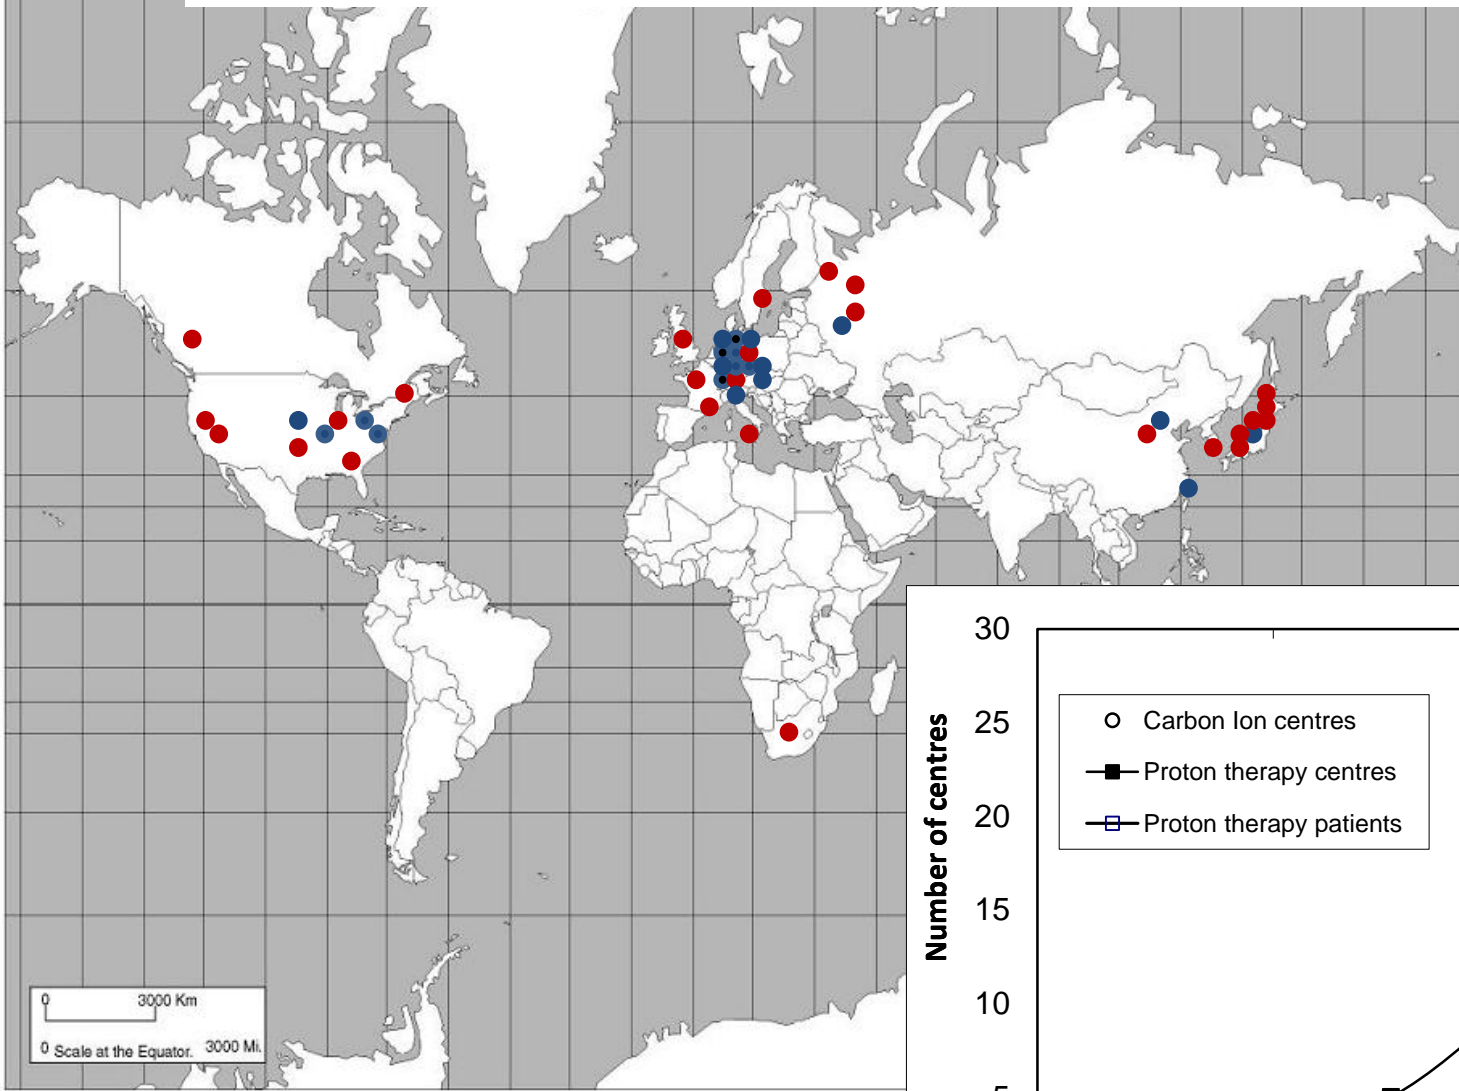 30
25
20
15
10
5
Number of centres
Carbon Ion centres
Proton therapy centres
Proton therapy patients
0 3000 Km
0 Scale at the Equator. 3000 Mi.